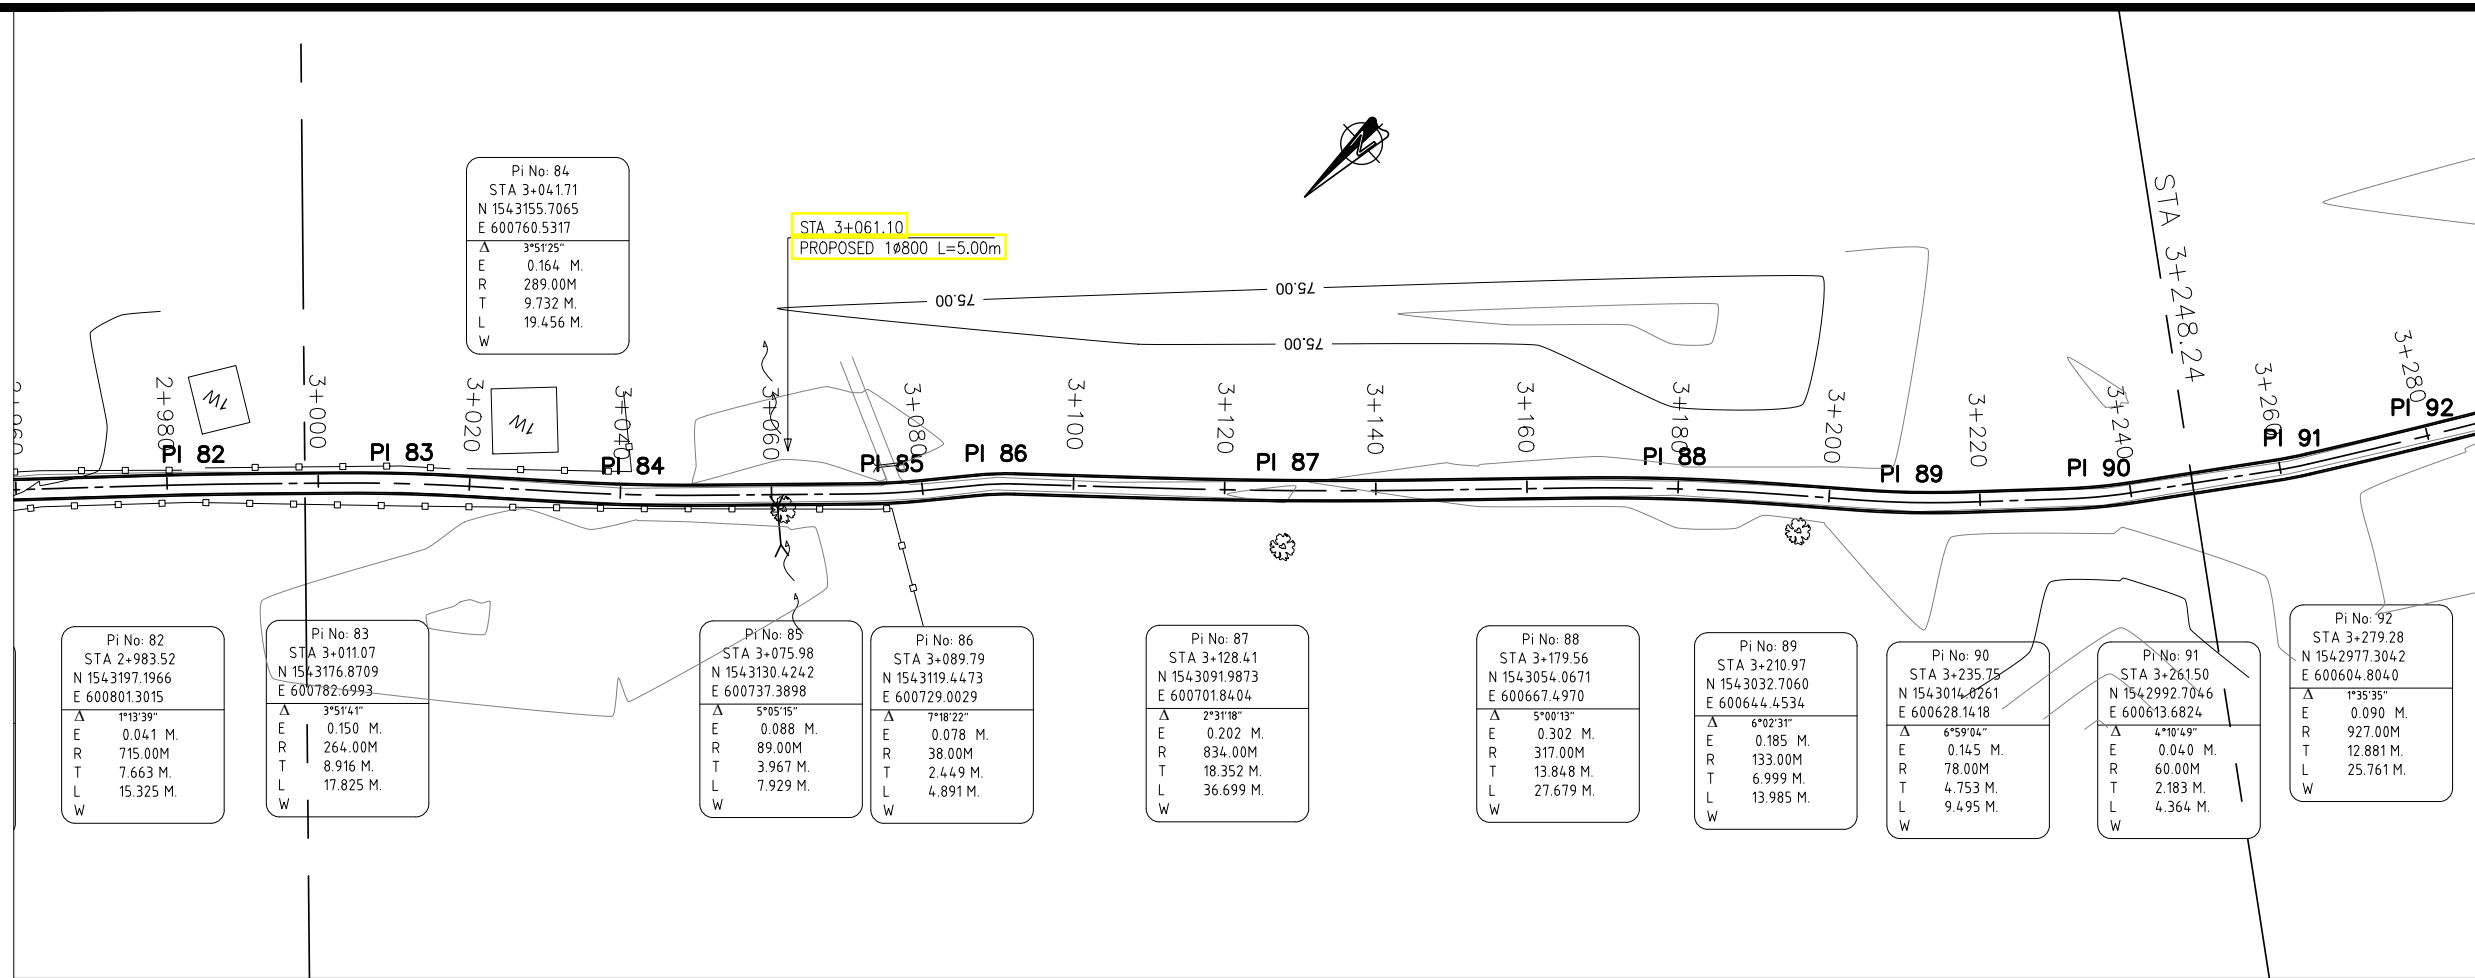 Pi No: 84
STA 3+041.71
N 1543155.7065
E 600760.5317
Δ 3°51'25"
E 0.164 M.
R 289.00M
T 9.732 M.
L 19.456 M.
W
STA 3+061.10
PROPOSED 1ø800 L=5.00m
75.00
75.00
75.00
STA 3+248.24
2+960
2+980
3+000
3+020
3+040
3+060
3+080
3+100
3+120
3+140
3+160
3+180
3+200
3+220
3+240
3+260
3+280
1W
1W
PI 82
PI 83
PI 84
PI 85
PI 86
PI 87
PI 88
PI 89
PI 90
PI 91
PI 92
Pi No: 82
STA 2+983.52
N 1543197.1966
E 600801.3015
Δ 1°13'39"
E 0.041 M.
R 715.00M
T 7.663 M.
L 15.325 M.
W
Pi No: 83
STA 3+011.07
N 1543176.8709
E 600782.6993
Δ 3°51'41"
E 0.150 M.
R 264.00M
T 8.916 M.
L 17.825 M.
W
Pi No: 85
STA 3+075.98
N 1543130.4242
E 600737.3898
Δ 5°05'15"
E 0.088 M.
R 89.00M
T 3.967 M.
L 7.929 M.
W
Pi No: 86
STA 3+089.79
N 1543119.4473
E 600729.0029
Δ 7°18'22"
E 0.078 M.
R 38.00M
T 2.449 M.
L 4.891 M.
W
Pi No: 87
STA 3+128.41
N 1543091.9873
E 600701.8404
Δ 2°31'18"
E 0.202 M.
R 834.00M
T 18.352 M.
L 36.699 M.
W
Pi No: 88
STA 3+179.56
N 1543054.0671
E 600667.4970
Δ 5°00'13"
E 0.302 M.
R 317.00M
T 13.848 M.
L 27.679 M.
W
Pi No: 89
STA 3+210.97
N 1543032.7060
E 600644.4534
Δ 6°02'31"
E 0.185 M.
R 133.00M
T 6.999 M.
L 13.985 M.
W
Pi No: 90
STA 3+235.75
N 1543014.0261
E 600628.1418
Δ 6°59'04"
E 0.145 M.
R 78.00M
T 4.753 M.
L 9.495 M.
W
Pi No: 91
STA 3+261.50
N 1542992.7046
E 600613.6824
Δ 4°10'49"
E 0.040 M.
R 60.00M
T 2.183 M.
L 4.364 M.
W
Pi No: 92
STA 3+279.28
N 1542977.3042
E 600604.8040
Δ 1°35'35"
E 0.090 M.
R 927.00M
T 12.881 M.
L 25.761 M.
W